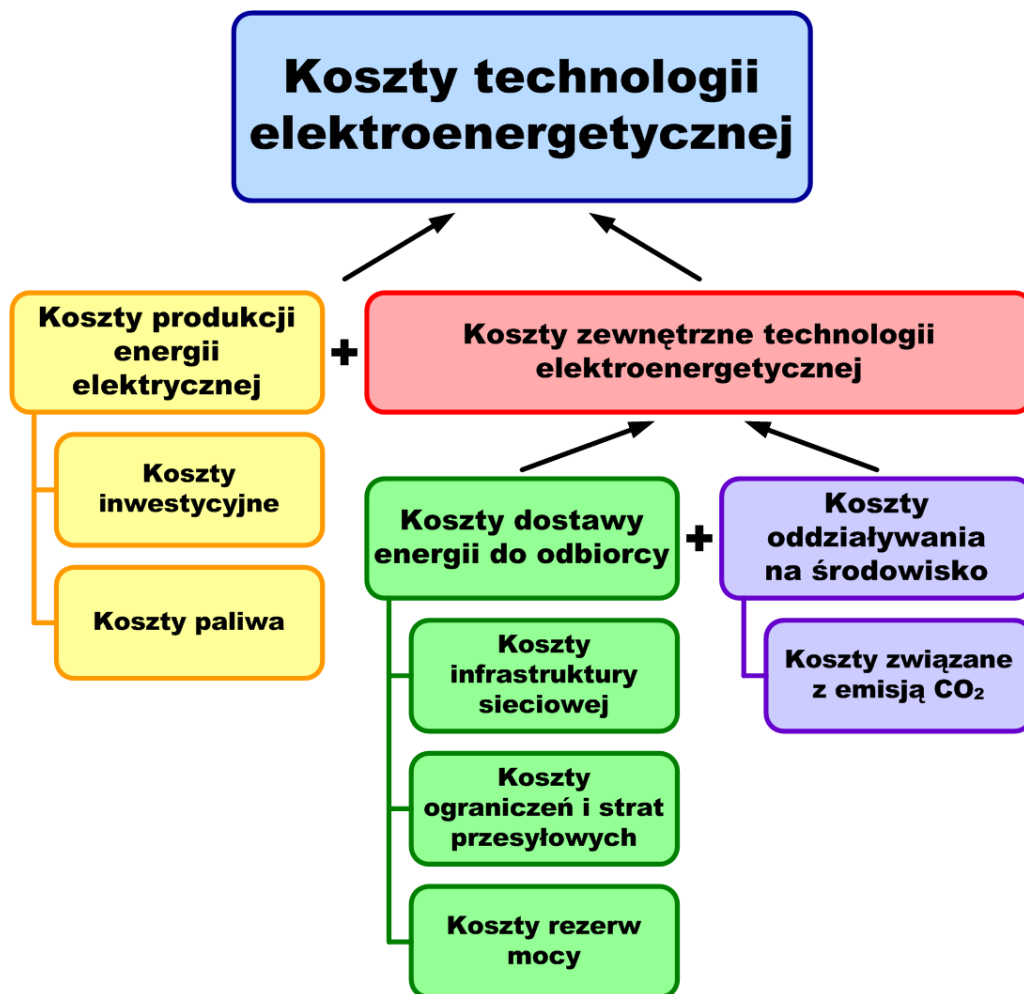 Koszty technologii
elektroenergetycznej
Koszty produkcji
energii
elektrycznej
+
Koszty zewnętrzne technologii
elektroenergetycznej
Koszty
inwestycyjne
Koszty paliwa
Koszty dostawy
energii do odbiorcy
+
Koszty
oddziaływania
na środowisko
Koszty
infrastruktury
sieciowej
Koszty
ograniczeń i strat
przesyłowych
Koszty rezerw
mocy
Koszty związane
z emisją CO₂